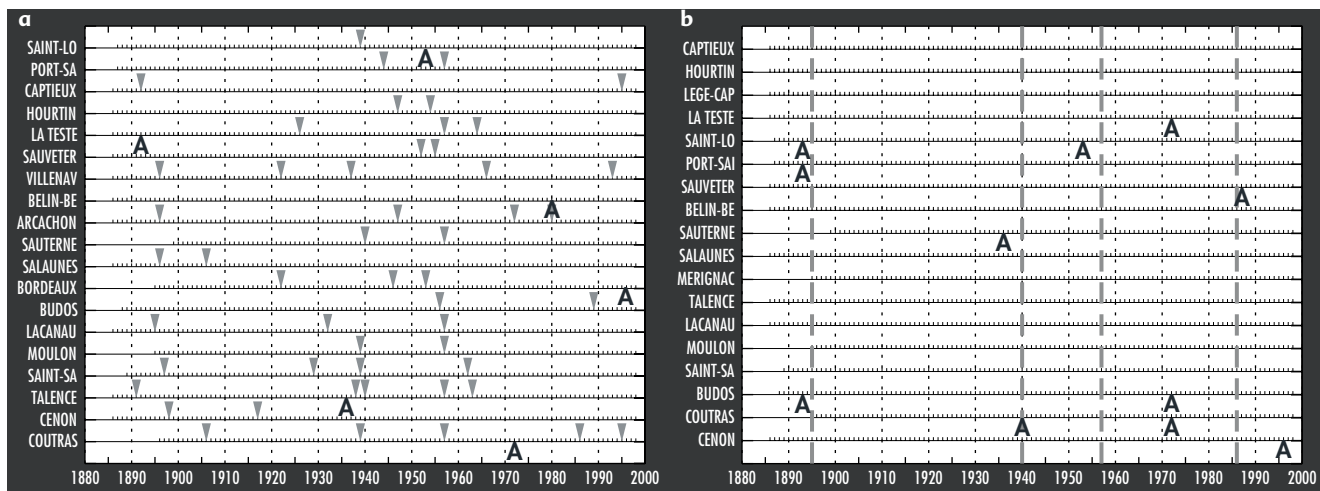 a
SAINT-LO
A
PORT-SA
CAPTIEUX
HOURTIN
LA TESTE
A
SAUVETER
VILLENAV
BELIN-BE
A
ARCACHON
SAUTERNE
SALAUNES
BORDEAUX
A
BUDOS
LACANAU
MOULON
SAINT-SA
TALENCE
A
CENON
COUTRAS
A
1880 1890 1900 1910 1920 1930 1940 1950 1960 1970 1980 1990 2000
b
CAPTIEUX
HOURTIN
LEGE-CAP
LA TESTE
A
SAINT-LO
A A
PORT-SAI
A
SAUVETER
A
BELIN-BE
SAUTERNE
A
SALAUNES
MERIGNAC
TALENCE
LACANAU
MOULON
SAINT-SA
BUDOS
A A
COUTRAS
A A
CENON
A
1880 1890 1900 1910 1920 1930 1940 1950 1960 1970 1980 1990 2000